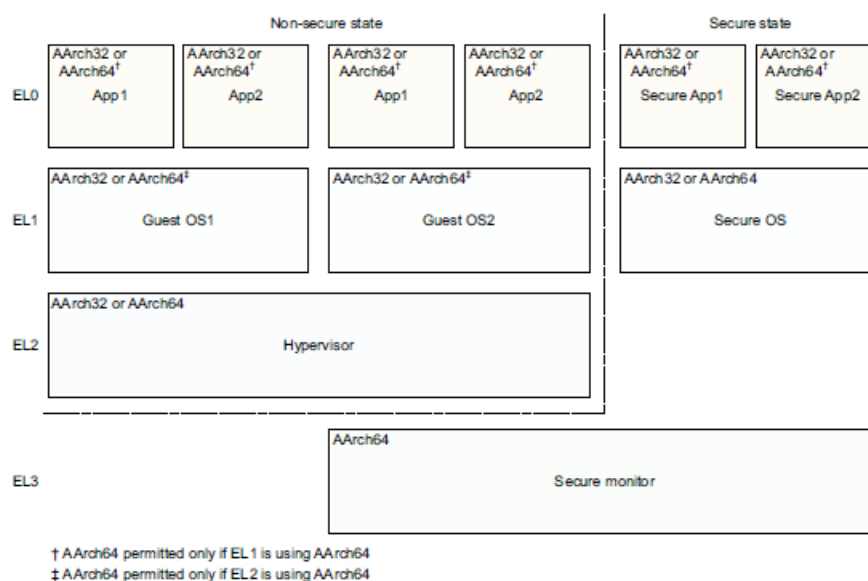 Non-secure state
Secure state
EL0
AArch32 or
AArch64†
App1
AArch32 or
AArch64†
App2
AArch32 or
AArch64†
App1
AArch32 or
AArch64†
App2
AArch32 or
AArch64†
Secure App1
AArch32 or
AArch64†
Secure App2
EL1
AArch32 or AArch64‡
Guest OS1
AArch32 or AArch64‡
Guest OS2
AArch32 or AArch64
Secure OS
EL2
AArch32 or AArch64
Hypervisor
EL3
AArch64
Secure monitor
† AArch64 permitted only if EL1 is using AArch64
‡ AArch64 permitted only if EL2 is using AArch64